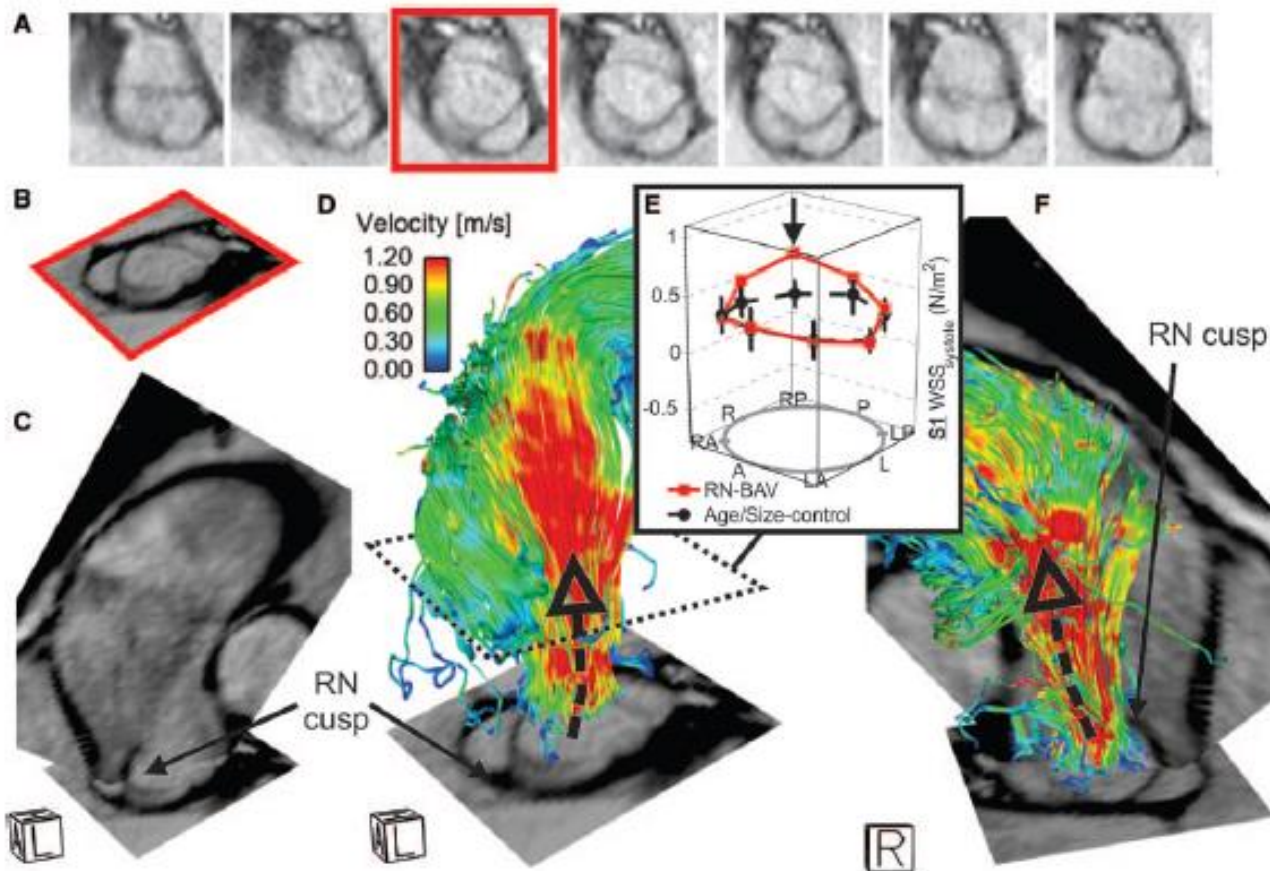 A
B
C
D
Velocity [m/s]
1.20
0.90
0.60
0.30
0.00
E
1
0.5
0
-0.5
S1 WSS systole (N/m²)
R
RP
P
RA
LP
A
L
LA
RN-BAV
Age/Size-control
F
RN cusp
RN
cusp
A L
A L
R